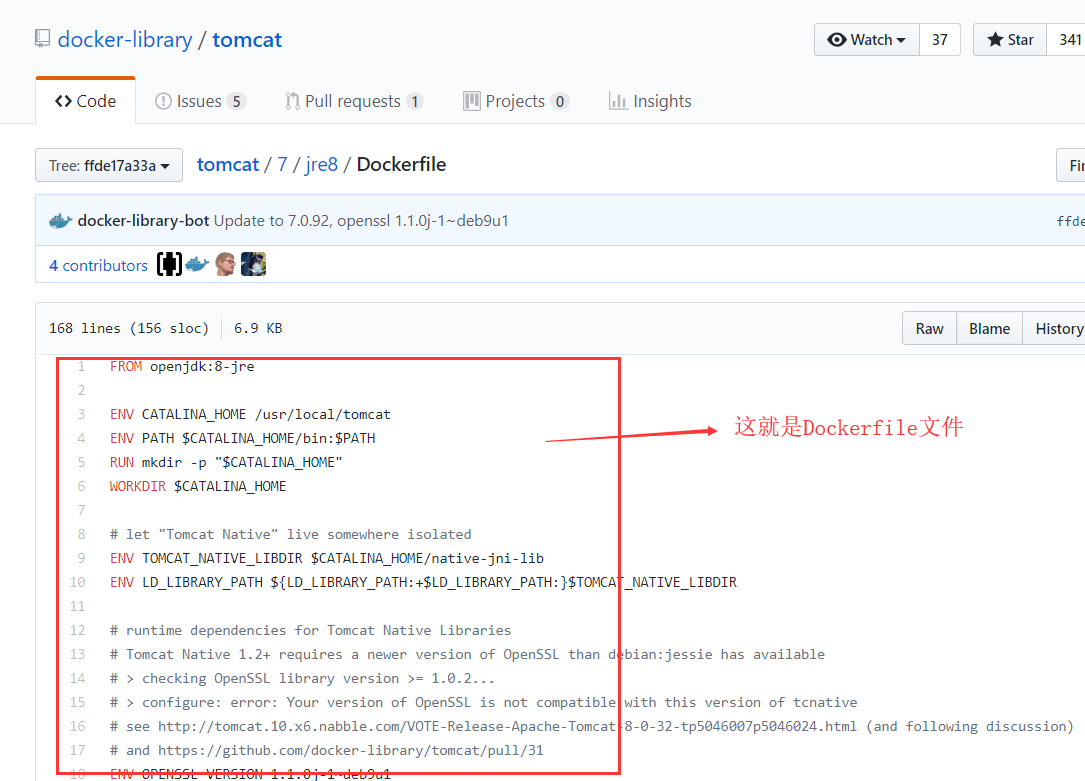 docker-library / tomcat
Watch 37 Star 341
Code Issues 5 Pull requests 1 Projects 0 Insights
Tree: ffde17a33a tomcat / 7 / jre8 / Dockerfile
docker-library-bot Update to 7.0.92, openssl 1.1.0j-1~deb9u1
4 contributors
168 lines (156 sloc) 6.9 KB Raw Blame History
1 FROM openjdk:8-jre
2
3 ENV CATALINA_HOME /usr/local/tomcat
这就是Dockerfile文件
4 ENV PATH $CATALINA_HOME/bin:$PATH
5 RUN mkdir -p "$CATALINA_HOME"
6 WORKDIR $CATALINA_HOME
7
8 # let "Tomcat Native" live somewhere isolated
9 ENV TOMCAT_NATIVE_LIBDIR $CATALINA_HOME/native-jni-lib
10 ENV LD_LIBRARY_PATH ${LD_LIBRARY_PATH:+$LD_LIBRARY_PATH:}$TOMCAT_NATIVE_LIBDIR
11
12 # runtime dependencies for Tomcat Native Libraries
13 # Tomcat Native 1.2+ requires a newer version of OpenSSL than debian:jessie has available
14 # > checking OpenSSL library version >= 1.0.2...
15 # > configure: error: Your version of OpenSSL is not compatible with this version of tcnative
16 # see http://tomcat.10.x6.nabble.com/VOTE-Release-Apache-Tomcat-8-0-32-tp5046007p5046024.html (and following discussion)
17 # and https://github.com/docker-library/tomcat/pull/31
18 ENV OPENSSL_VERSION 1.1.0j-1~deb9u1